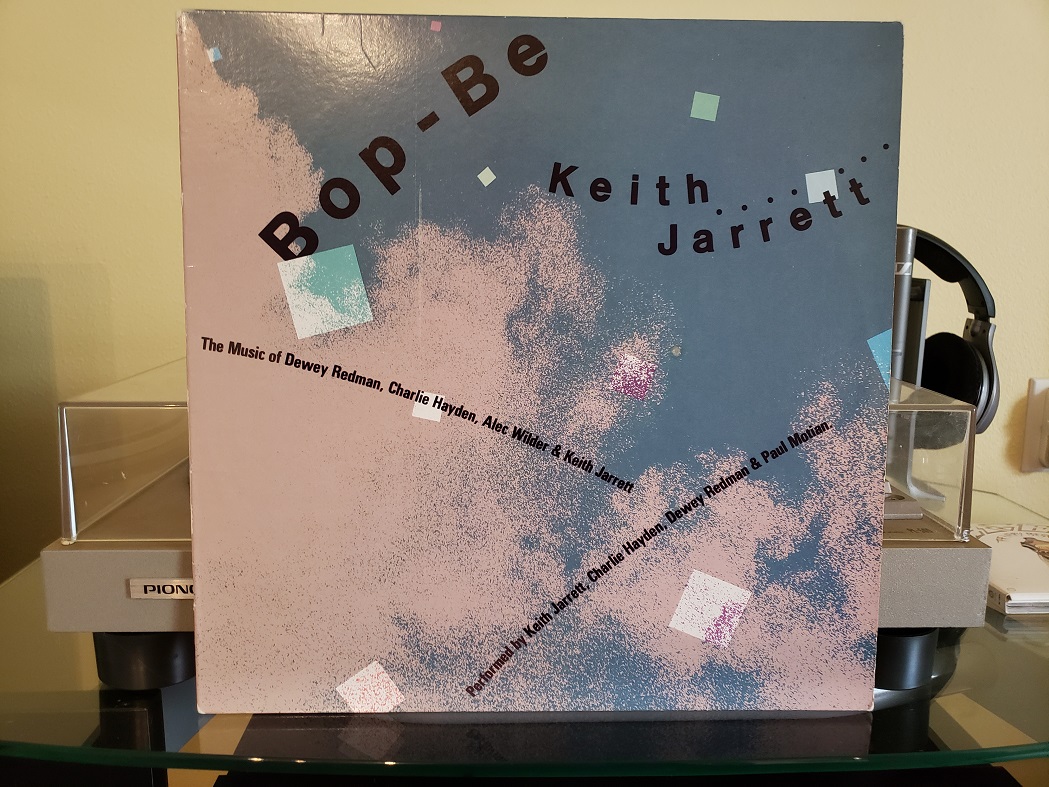 Bop-Be
Keith
Jarrett
The Music of Dewey Redman, Charlie Hayden, Alec Wilder & Keith Jarrett
Performed by Keith Jarrett, Charlie Hayden, Dewey Redman & Paul Motian.